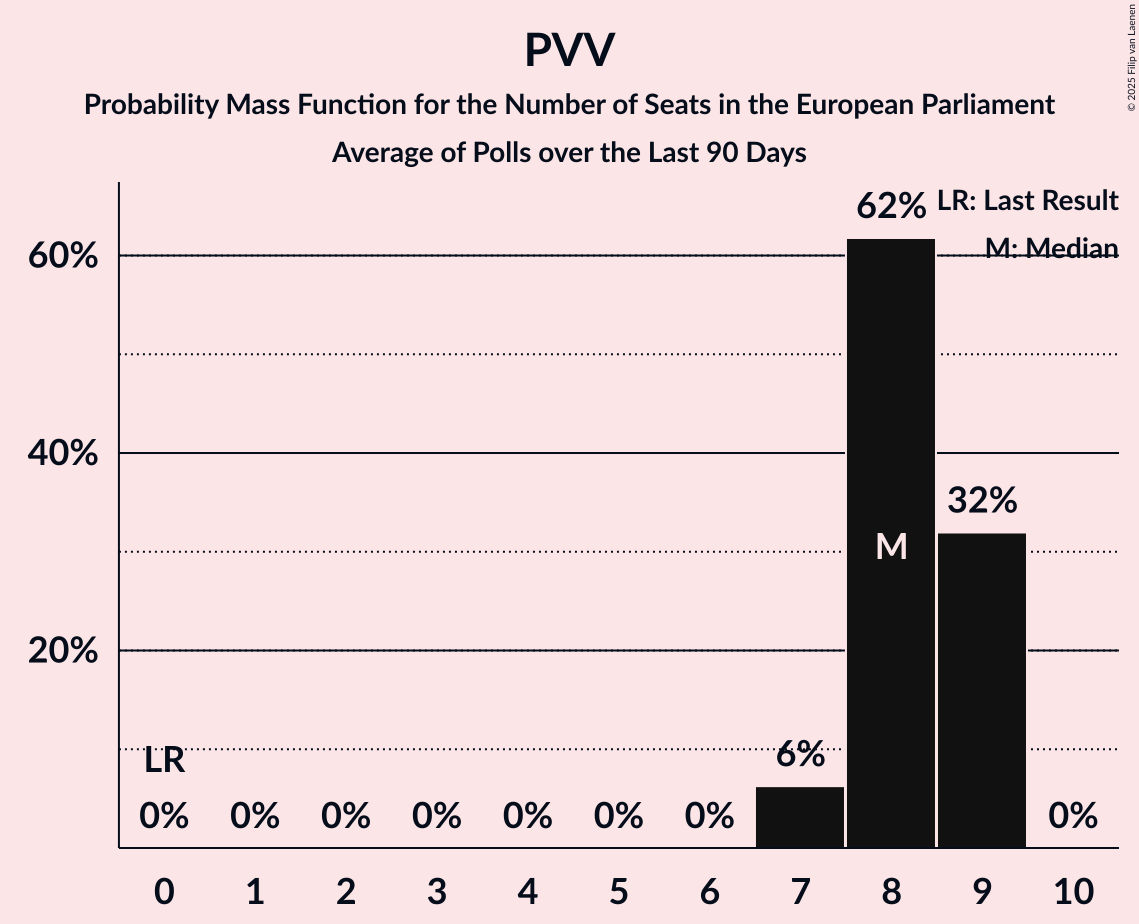 PVV
Probability Mass Function for the Number of Seats in the European Parliament
Average of Polls over the Last 90 Days
© 2025 Filip van Laenen
LR: Last Result
M: Median
60%
40%
20%
62%
32%
M
6%
LR
0% 0% 0% 0% 0% 0% 0% 0%
0 1 2 3 4 5 6 7 8 9 10